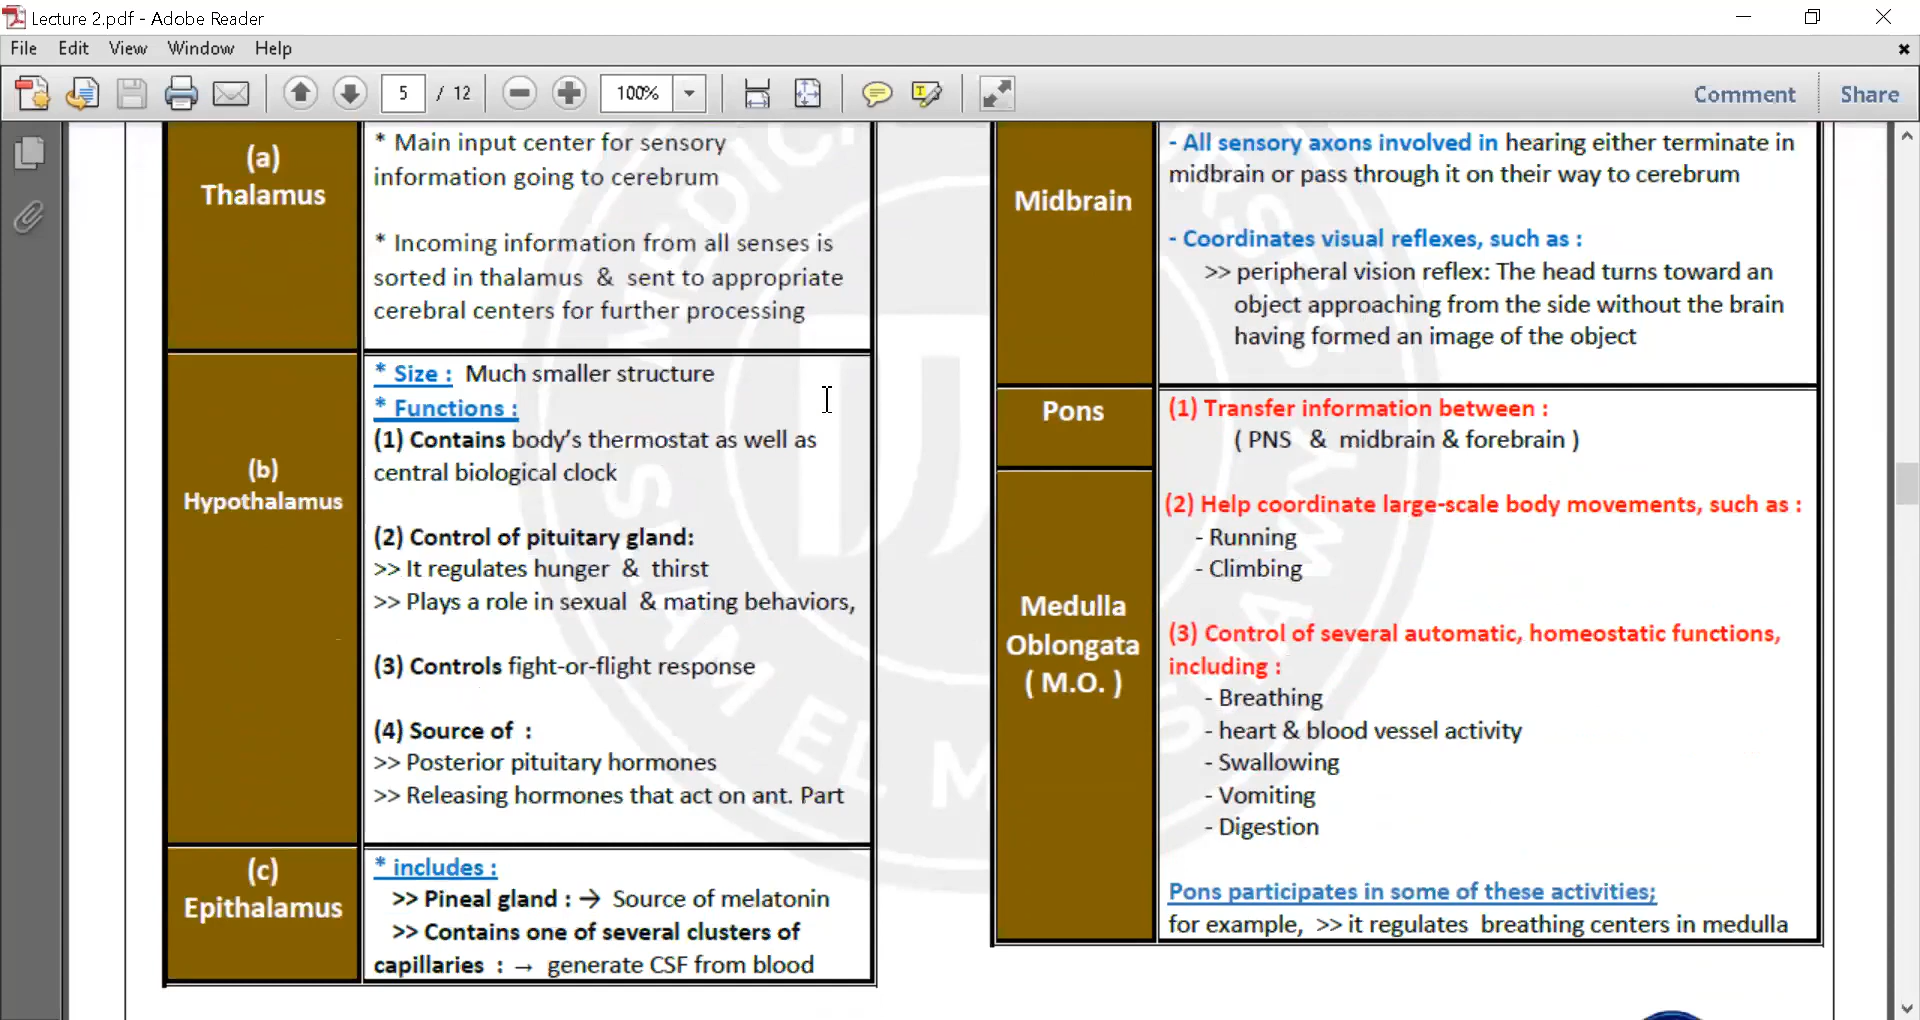 Lecture 2.pdf - Adobe Reader
File Edit View Window Help
5 / 12 100% Comment Share
(a)
Thalamus
* Main input center for sensory
information going to cerebrum
* Incoming information from all senses is
sorted in thalamus & sent to appropriate
cerebral centers for further processing
(b)
Hypothalamus
* Size : Much smaller structure
* Functions :
(1) Contains body's thermostat as well as
central biological clock
(2) Control of pituitary gland:
>> It regulates hunger & thirst
>> Plays a role in sexual & mating behaviors,
(3) Controls fight-or-flight response
(4) Source of :
>> Posterior pituitary hormones
>> Releasing hormones that act on ant. Part
(c)
Epithalamus
* includes :
>> Pineal gland : → Source of melatonin
>> Contains one of several clusters of
capillaries : → generate CSF from blood
Midbrain
- All sensory axons involved in hearing either terminate in
midbrain or pass through it on their way to cerebrum
- Coordinates visual reflexes, such as :
>> peripheral vision reflex: The head turns toward an
object approaching from the side without the brain
having formed an image of the object
Pons
Medulla
Oblongata
( M.O. )
(1) Transfer information between :
( PNS & midbrain & forebrain )
(2) Help coordinate large-scale body movements, such as :
- Running
- Climbing
(3) Control of several automatic, homeostatic functions,
including :
- Breathing
- heart & blood vessel activity
- Swallowing
- Vomiting
- Digestion
Pons participates in some of these activities;
for example, >> it regulates breathing centers in medulla